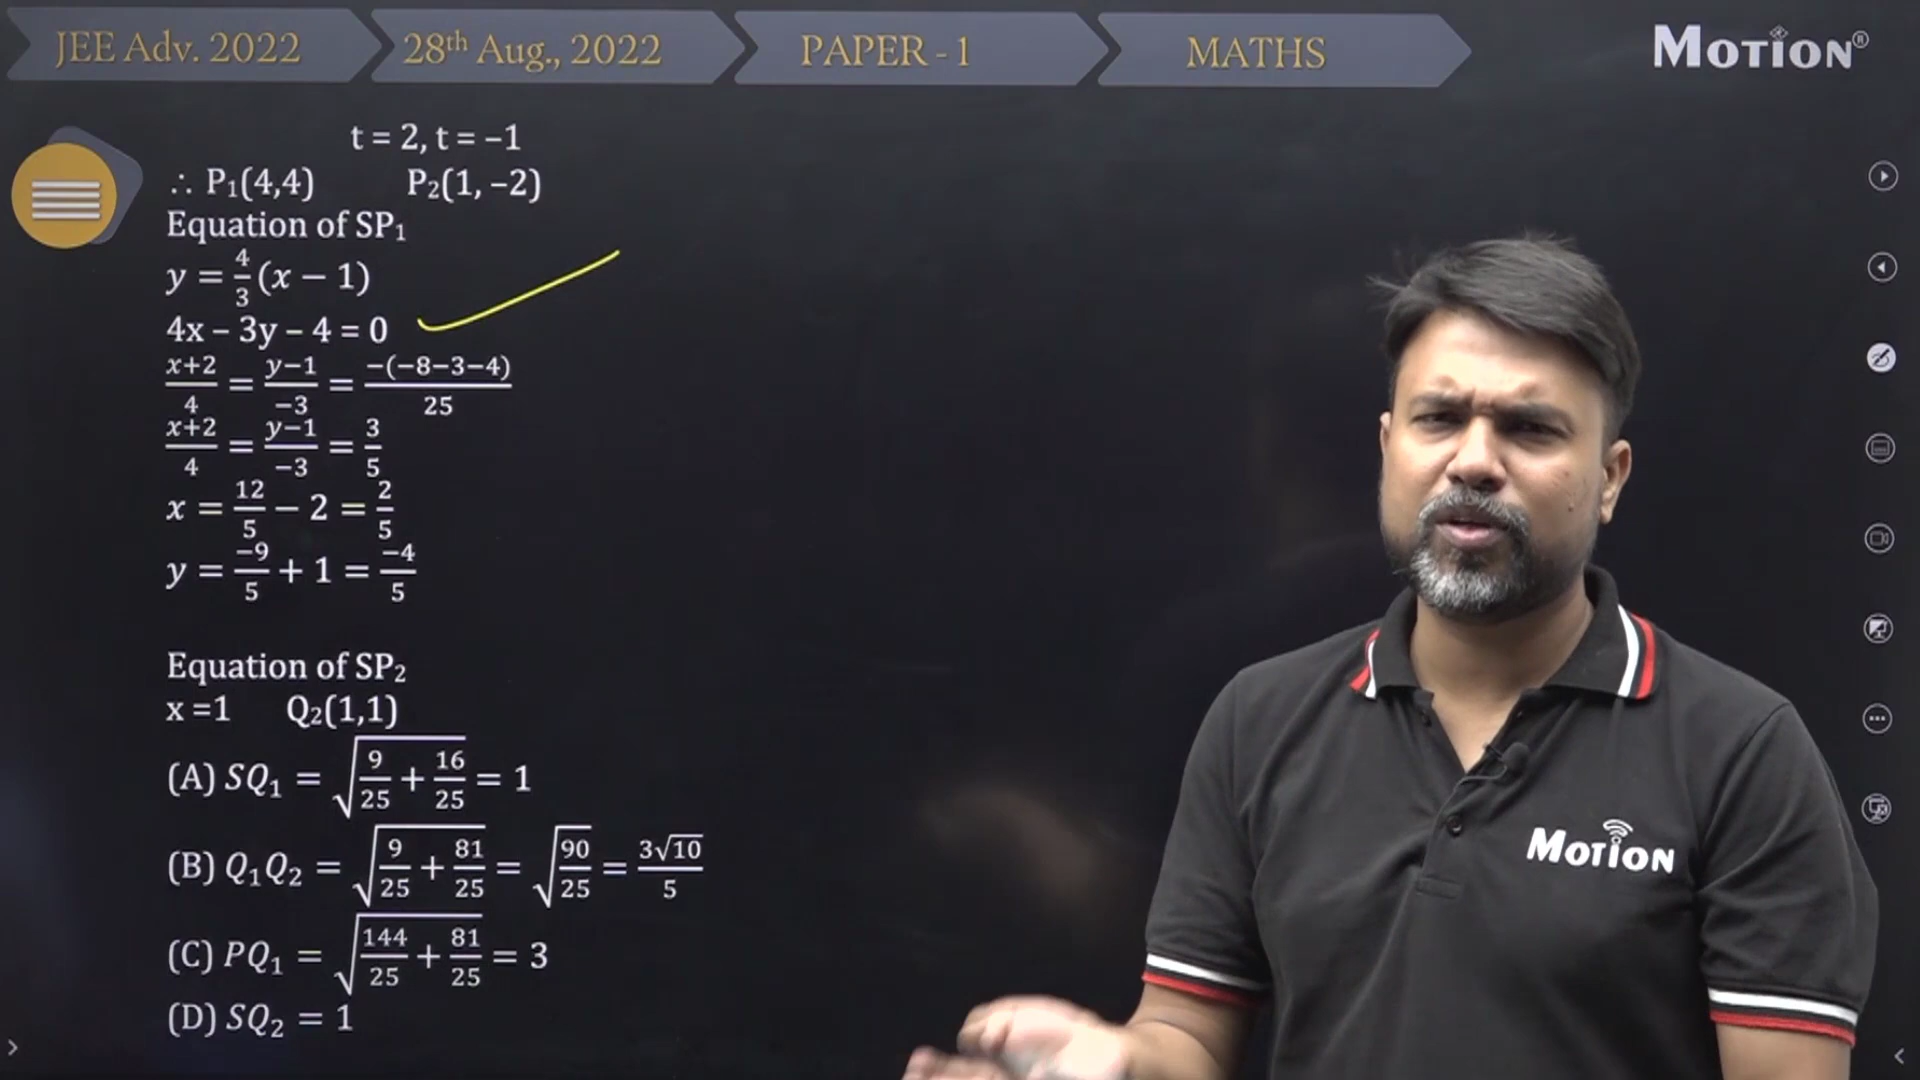 JEE Adv. 2022 28th Aug., 2022 PAPER - 1 MATHS MOTION®
t = 2, t = −1
∴ P₁(4,4) P₂(1, −2)
Equation of SP₁
y = 4/3 (x − 1)
4x − 3y − 4 = 0
x+2/4 = y−1/−3 = −(−8−3−4)/25
x+2/4 = y−1/−3 = 3/5
x = 12/5 − 2 = 2/5
y = −9/5 + 1 = −4/5
Equation of SP₂
x =1 Q₂(1,1)
(A) SQ₁ = √(9/25 + 16/25) = 1
(B) Q₁Q₂ = √(9/25 + 81/25) = √(90/25) = 3√10/5
(C) PQ₁ = √(144/25 + 81/25) = 3
(D) SQ₂ = 1
MOTION